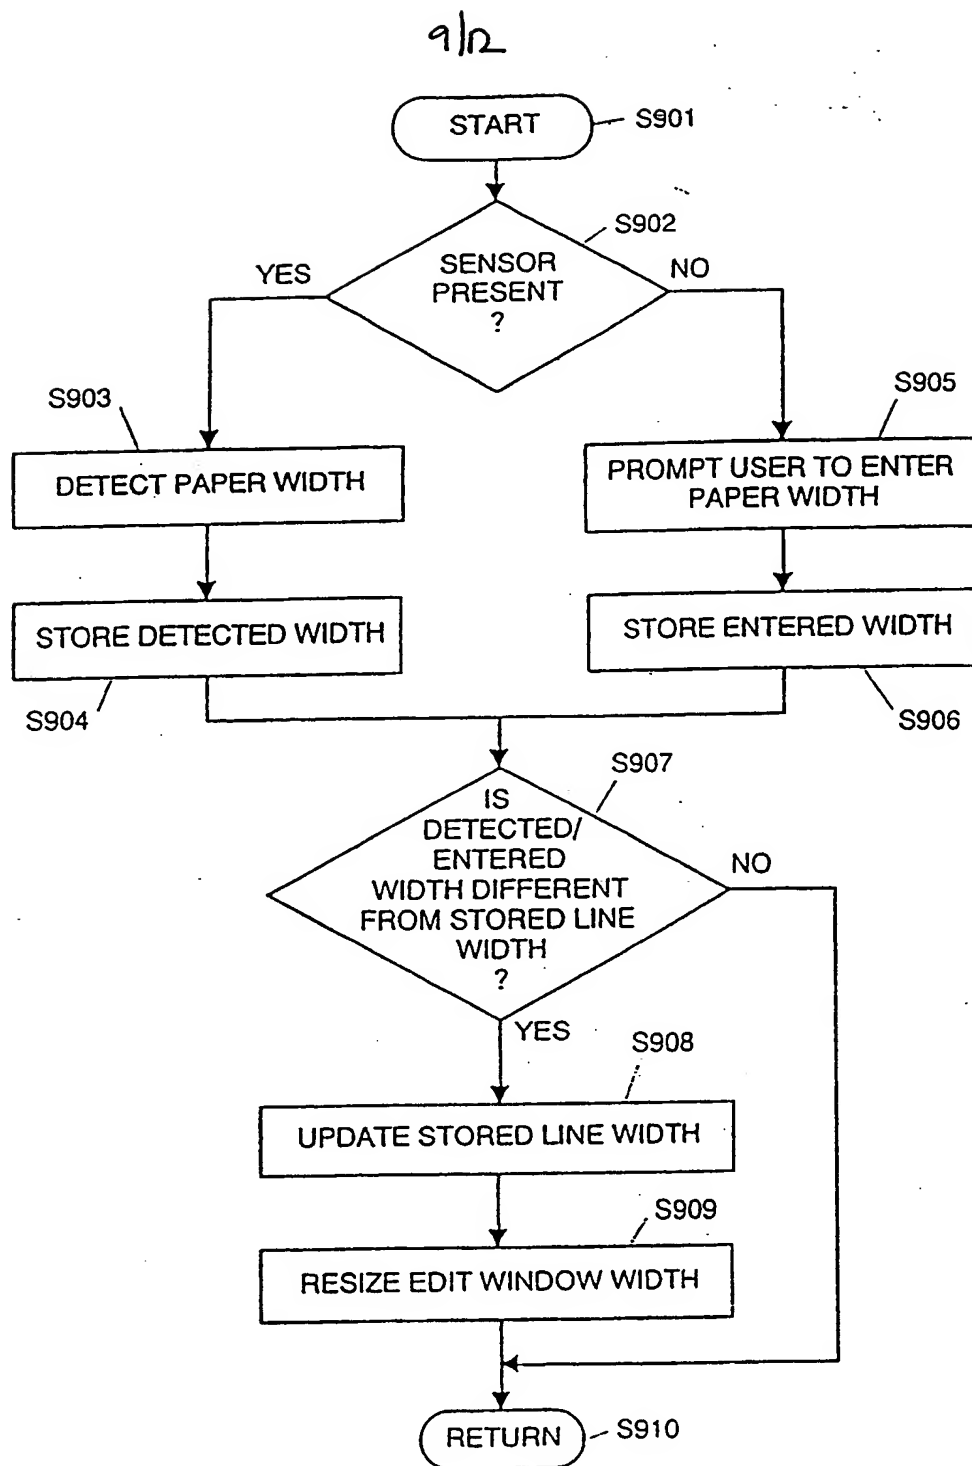 9/12
START
S901
S902
SENSOR
PRESENT
?
YES
NO
S903
S905
DETECT PAPER WIDTH
PROMPT USER TO ENTER
PAPER WIDTH
STORE DETECTED WIDTH
STORE ENTERED WIDTH
S904
S906
S907
IS
DETECTED/
ENTERED
WIDTH DIFFERENT
FROM STORED LINE
WIDTH
?
NO
YES
S908
UPDATE STORED LINE WIDTH
S909
RESIZE EDIT WINDOW WIDTH
RETURN
S910